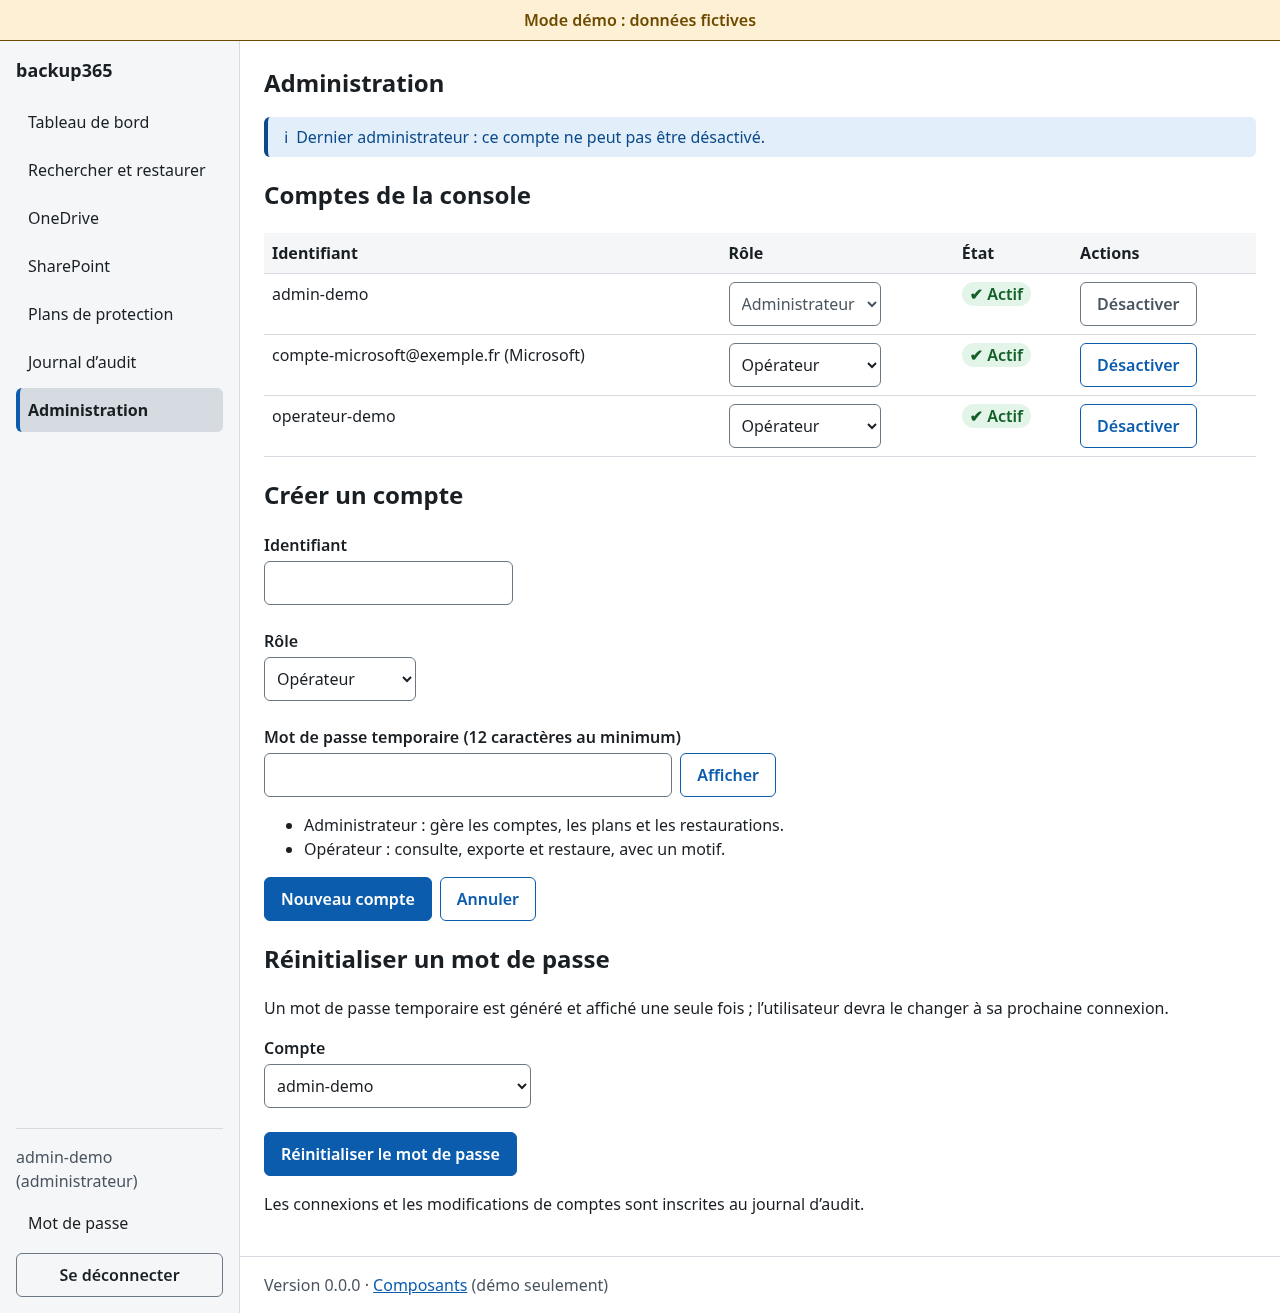 Mode démo : données fictives
backup365
Tableau de bord
Rechercher et restaurer
OneDrive
SharePoint
Plans de protection
Journal d’audit
Administration
admin-demo
(administrateur)
Mot de passe
Se déconnecter
Administration
i Dernier administrateur : ce compte ne peut pas être désactivé.
Comptes de la console
Identifiant Rôle État Actions
admin-demo Administrateur ✔ Actif Désactiver
compte-microsoft@exemple.fr (Microsoft) Opérateur ✔ Actif Désactiver
operateur-demo Opérateur ✔ Actif Désactiver
Créer un compte
Identifiant
Rôle
Opérateur
Mot de passe temporaire (12 caractères au minimum)
Afficher
• Administrateur : gère les comptes, les plans et les restaurations.
• Opérateur : consulte, exporte et restaure, avec un motif.
Nouveau compte Annuler
Réinitialiser un mot de passe
Un mot de passe temporaire est généré et affiché une seule fois ; l’utilisateur devra le changer à sa prochaine connexion.
Compte
admin-demo
Réinitialiser le mot de passe
Les connexions et les modifications de comptes sont inscrites au journal d’audit.
Version 0.0.0 · Composants (démo seulement)